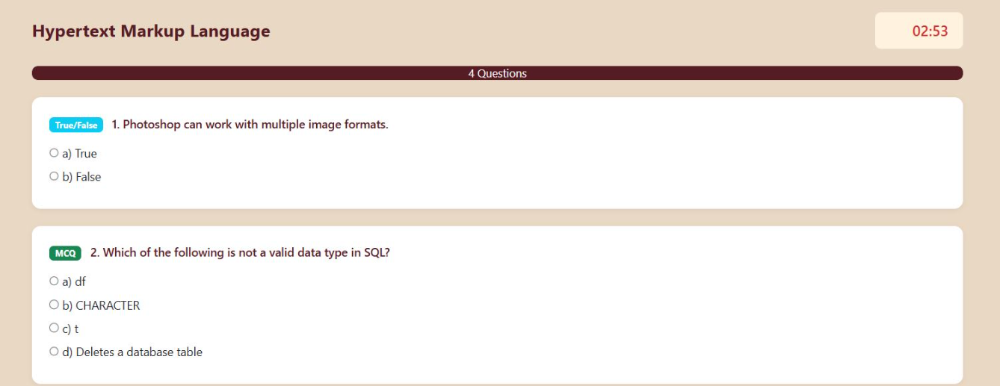 Hypertext Markup Language
02:53
4 Questions
True/False 1. Photoshop can work with multiple image formats.
a) True
b) False
MCQ 2. Which of the following is not a valid data type in SQL?
a) df
b) CHARACTER
c) t
d) Deletes a database table